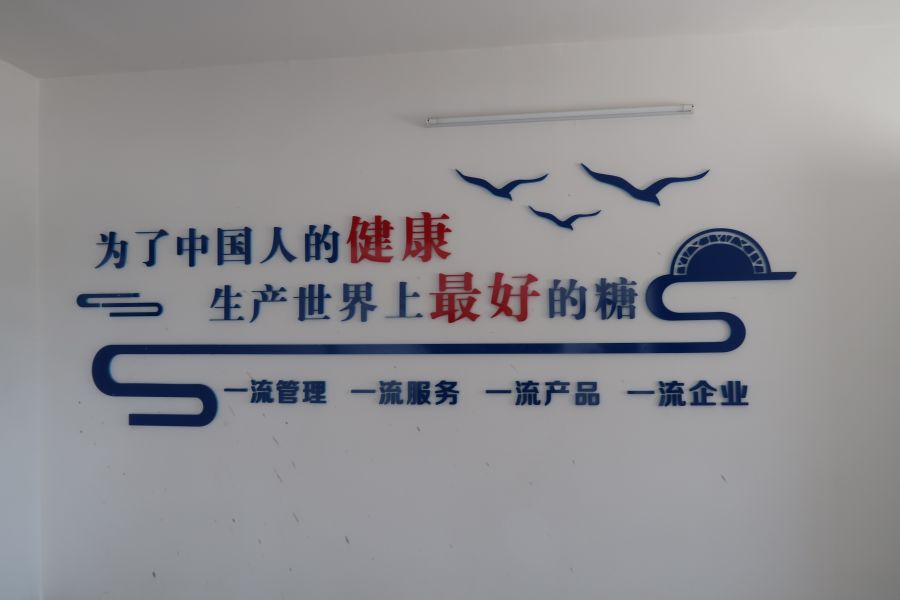 为了中国人的健康
生产世界上最好的糖
一流管理 一流服务 一流产品 一流企业